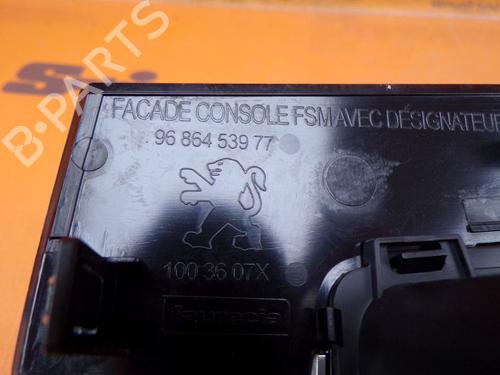 B-PARTS
FACADE CONSOLE FSM AVEC DÉSIGNATEUR
96 864 539 77
100 36 07X
faurecia